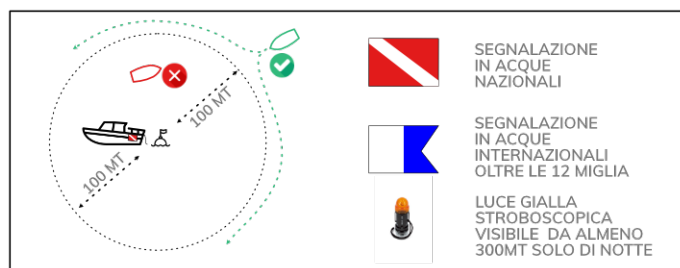 100 MT
100 MT
SEGNALAZIONE
IN ACQUE
NAZIONALI
SEGNALAZIONE
IN ACQUE
INTERNAZIONALI
OLTRE LE 12 MIGLIA
LUCE GIALLA
STROBOSCOPICA
VISIBILE DA ALMENO
300MT SOLO DI NOTTE